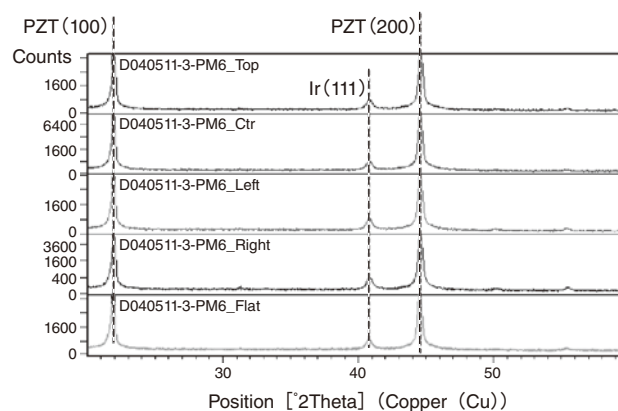 PZT(100)
PZT(200)
Counts
D040511-3-PM6_Top
1600
Ir(111)
0
6400
D040511-3-PM6_Ctr
1600
0
D040511-3-PM6_Left
1600
0
3600
D040511-3-PM6_Right
1600
400
0
D040511-3-PM6_Flat
1600
0
30 40 50
Position [°2Theta] (Copper (Cu))